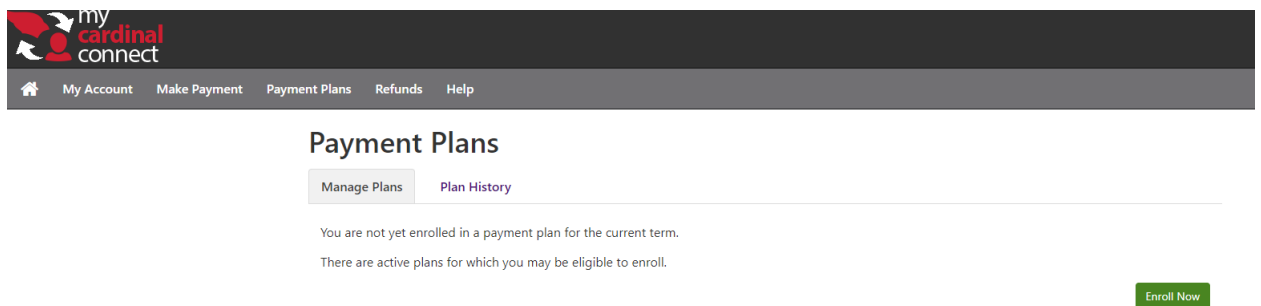 my
cardinal
connect
My Account Make Payment Payment Plans Refunds Help
Payment Plans
Manage Plans Plan History
You are not yet enrolled in a payment plan for the current term.
There are active plans for which you may be eligible to enroll.
Enroll Now